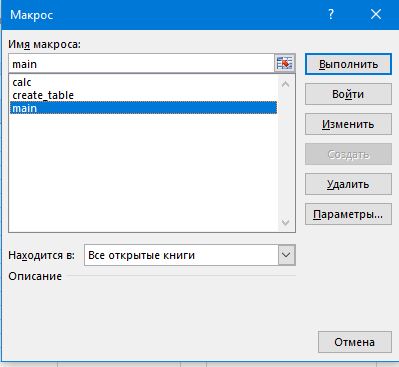 Макрос
?
Имя макроса:
main
Выполнить
calc
create_table
main
Войти
Изменить
Создать
Удалить
Параметры...
Находится в:
Все открытые книги
Описание
Отмена